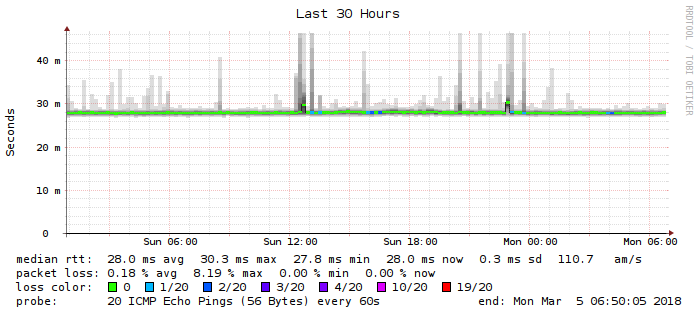 Last 30 Hours
RRDTOOL / TOBI OETIKER
Seconds
40 m
30 m
20 m
10 m
0
Sun 06:00 Sun 12:00 Sun 18:00 Mon 00:00 Mon 06:00
median rtt: 28.0 ms avg 30.3 ms max 27.8 ms min 28.0 ms now 0.3 ms sd 110.7 am/s
packet loss: 0.18 % avg 8.19 % max 0.00 % min 0.00 % now
loss color: 0 1/20 2/20 3/20 4/20 10/20 19/20
probe: 20 ICMP Echo Pings (56 Bytes) every 60s end: Mon Mar 5 06:50:05 2018